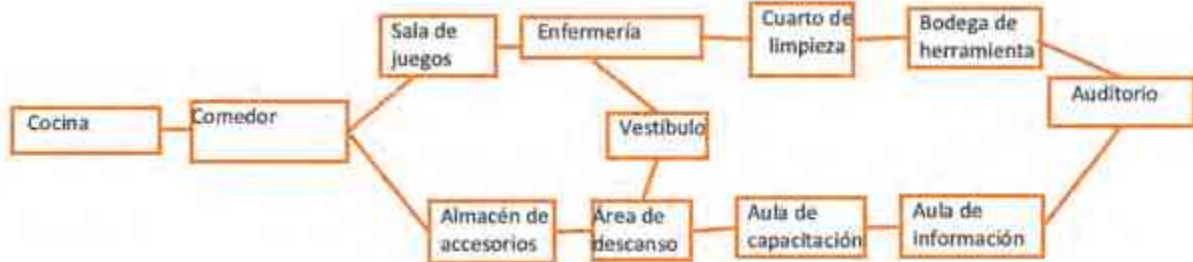 Sala de
juegos
Enfermería
Cuarto de
limpieza
Bodega de
herramienta
Auditorio
Cocina
Comedor
Vestíbulo
Almacén de
accesorios
Área de
descanso
Aula de
capacitación
Aula de
información